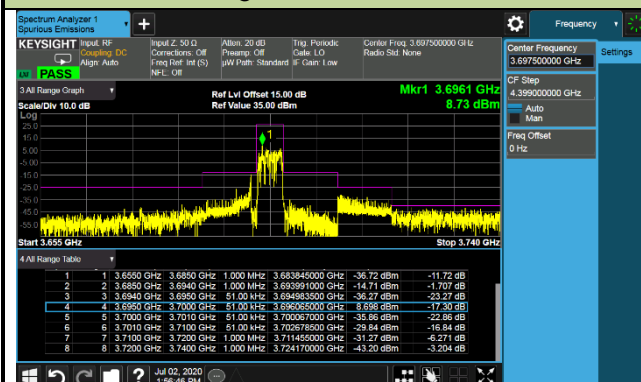 Spectrum Analyzer 1
Spurious Emissions
Frequency
KEYSIGHT Input: RF Input Z: 50 Ω Atten: 20 dB Trig: Periodic Center Freq: 3.697500000 GHz
Coupling: DC Corrections: Off Preamp: Off Gate: LO Radio Std: None
Align: Auto Freq Ref: Int (S) µW Path: Standard IF Gain: Low
NFE: Off
PASS
Center Frequency
3.697500000 GHz
Settings
CF Step
4.399000000 GHz
Auto
Man
Freq Offset
0 Hz
3 All Range Graph
Ref Lvl Offset 15.00 dB
Mkr1 3.6961 GHz
Scale/Div 10.0 dB
Ref Value 35.00 dBm
8.73 dBm
Log
25.0
15.0
5.00
-5.00
-15.0
-25.0
-35.0
-45.0
-55.0
1
Start 3.655 GHz
Stop 3.740 GHz
4 All Range Table
1 1 3.6550 GHz 3.6850 GHz 1.000 MHz 3.683845000 GHz -36.72 dBm -11.72 dB
2 2 3.6850 GHz 3.6940 GHz 1.000 MHz 3.693991000 GHz -14.71 dBm -1.707 dB
3 3 3.6940 GHz 3.6950 GHz 51.00 kHz 3.694983500 GHz -36.27 dBm -23.27 dB
4 4 3.6950 GHz 3.7000 GHz 51.00 kHz 3.696065000 GHz 8.698 dBm -17.30 dB
5 5 3.7000 GHz 3.7010 GHz 51.00 kHz 3.700067000 GHz -35.86 dBm -22.86 dB
6 6 3.7010 GHz 3.7100 GHz 51.00 kHz 3.702678500 GHz -29.84 dBm -16.84 dB
7 7 3.7100 GHz 3.7200 GHz 1.000 MHz 3.711455000 GHz -31.27 dBm -6.271 dB
8 8 3.7200 GHz 3.7400 GHz 1.000 MHz 3.724170000 GHz -43.20 dBm -3.204 dB
Jul 02, 2020
1:56:46 PM